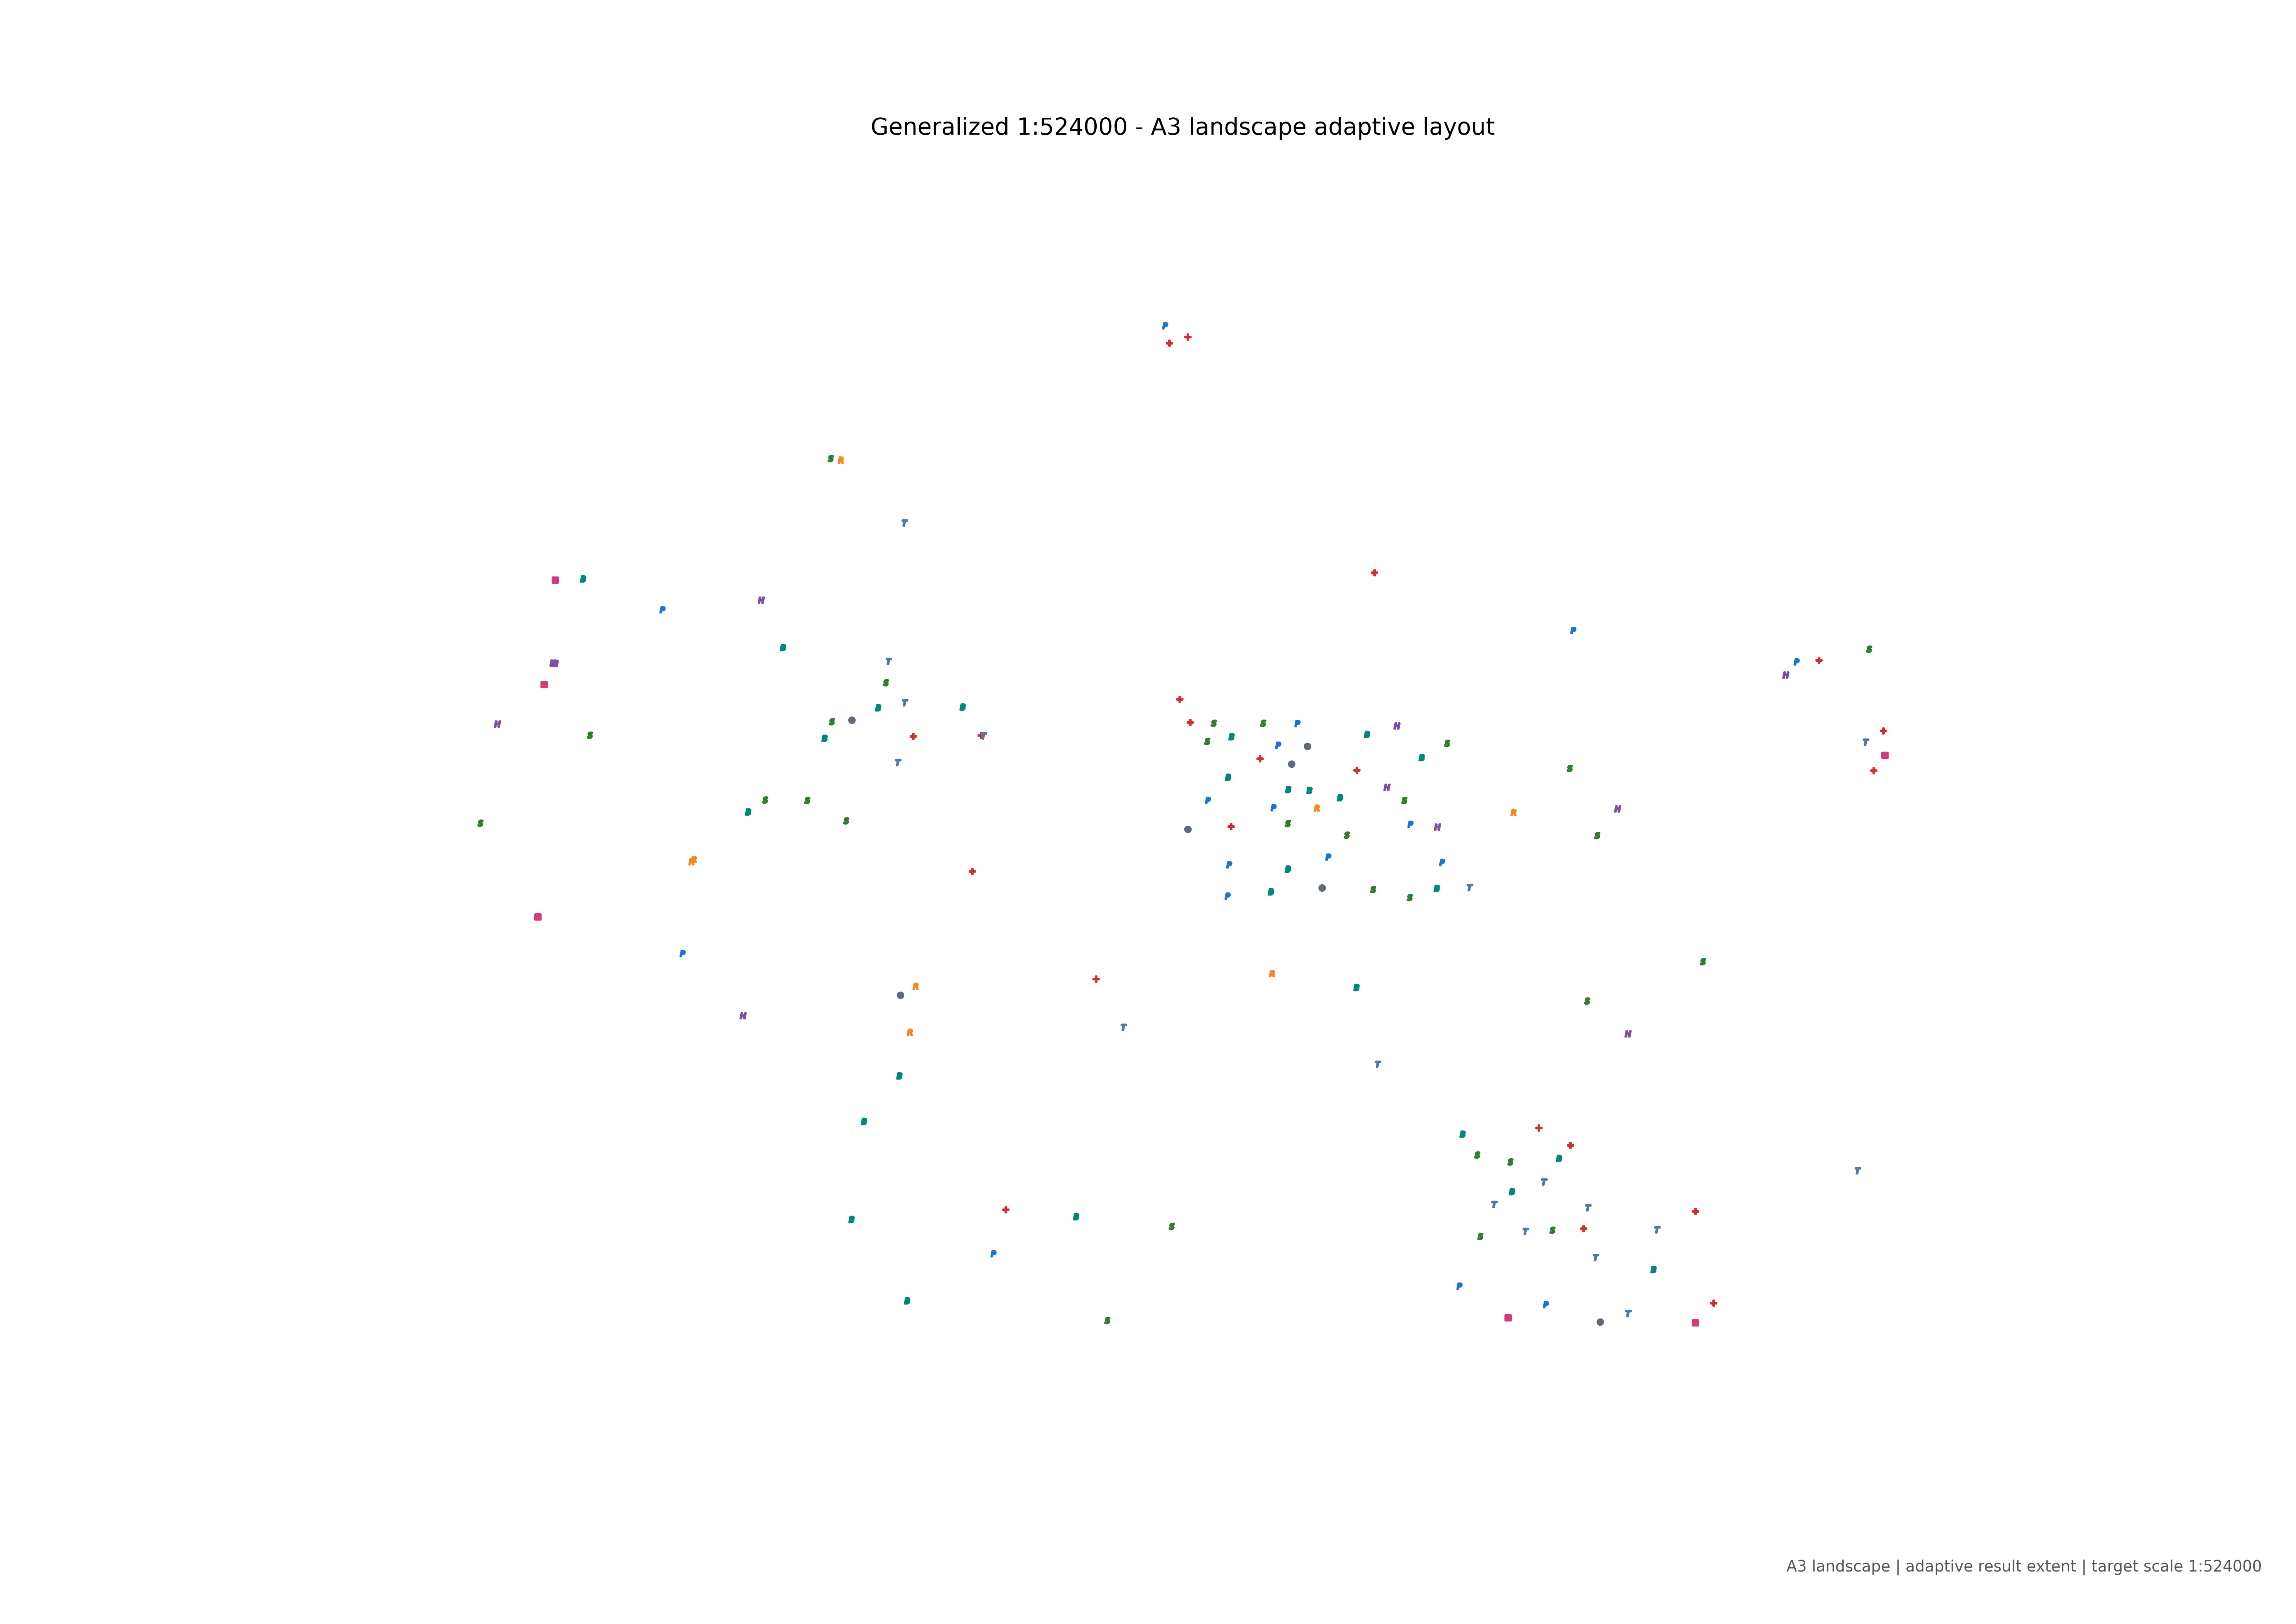 Generalized 1:524000 - A3 landscape adaptive layout
A3 landscape | adaptive result extent | target scale 1:524000